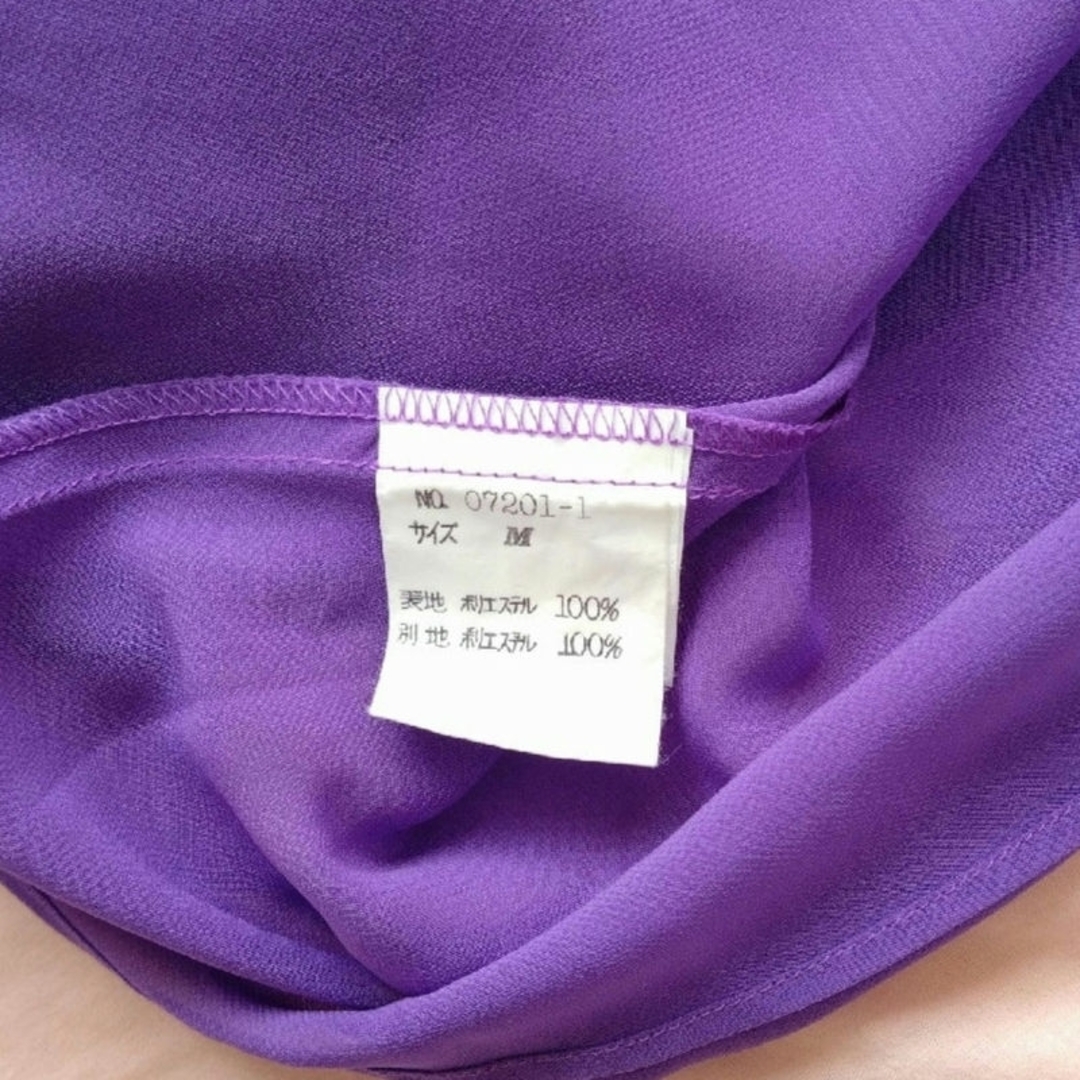 NO. 07201-1
サイズ M
表地 ポリエステル 100%
別地 ポリエステル 100%